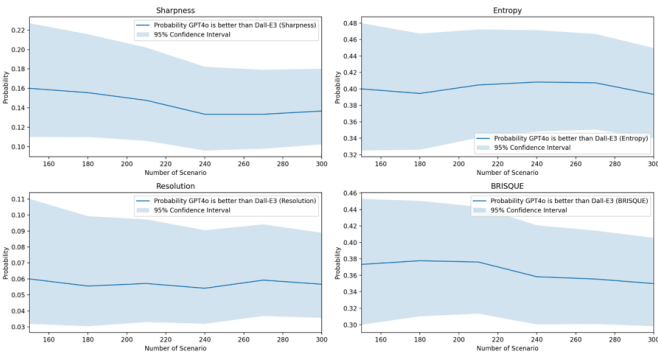 Sharpness
Probability GPT4o is better than Dall-E3 (Sharpness)
95% Confidence Interval
0.22
0.20
0.18
0.16
0.14
0.12
0.10
Probability
160 180 200 220 240 260 280 300
Number of Scenario
Entropy
0.48
0.46
0.44
0.42
0.40
0.38
0.36
0.34
0.32
Probability
Probability GPT4o is better than Dall-E3 (Entropy)
95% Confidence Interval
160 180 200 220 240 260 280 300
Number of Scenario
Resolution
Probability GPT4o is better than Dall-E3 (Resolution)
95% Confidence Interval
0.11
0.10
0.09
0.08
0.07
0.06
0.05
0.04
0.03
Probability
160 180 200 220 240 260 280 300
Number of Scenario
BRISQUE
Probability GPT4o is better than Dall-E3 (BRISQUE)
95% Confidence Interval
0.46
0.44
0.42
0.40
0.38
0.36
0.34
0.32
0.30
Probability
160 180 200 220 240 260 280 300
Number of Scenario